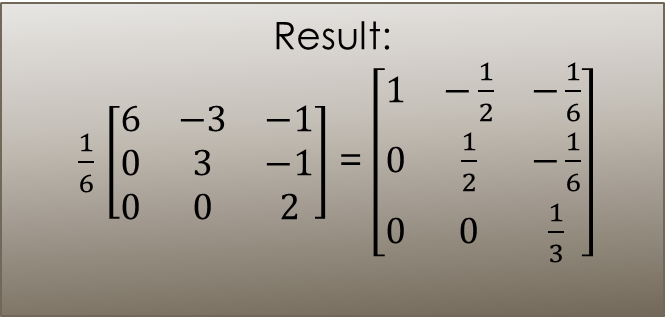 Result:
1/6 [6 −3 −1; 0 3 −1; 0 0 2] = [1 −1/2 −1/6; 0 1/2 −1/6; 0 0 1/3]